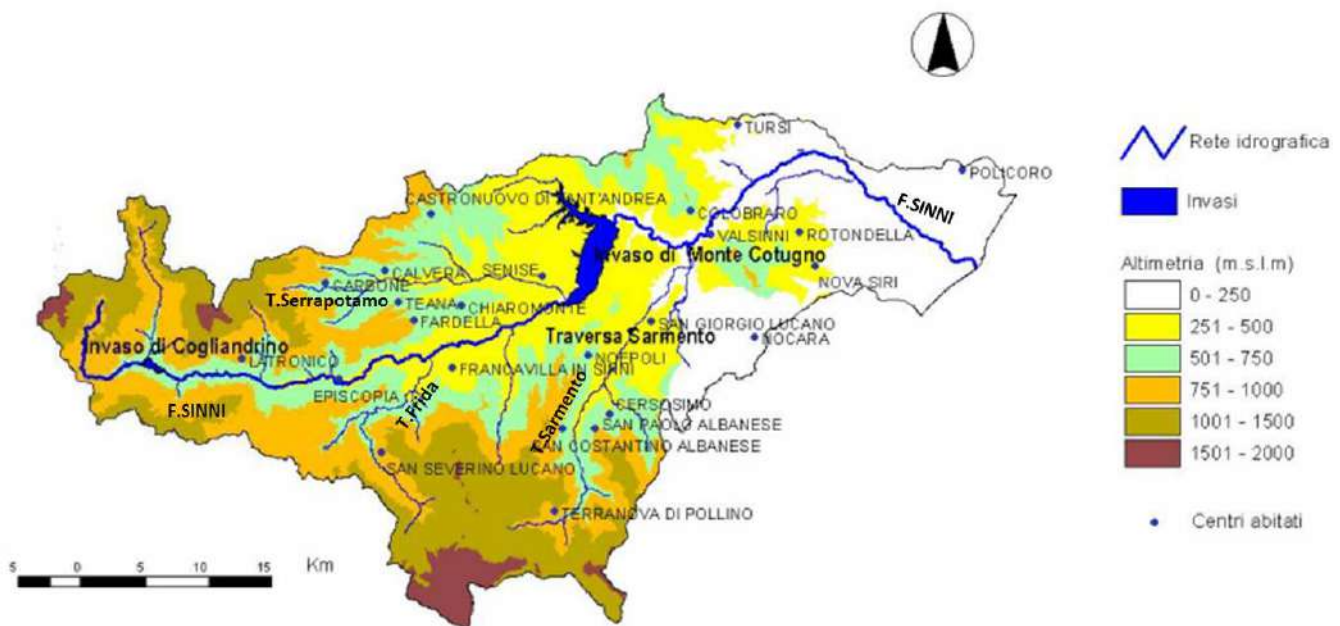 TURSI
Rete idrografica
POLICORO
CASTRONUOVO DI SANT'ANDREA
F.SINNI
Invasi
COLOBRARO
VALSINNI
ROTONDELLA
Invaso di Monte Cotugno
Altimetria (m.s.l.m)
CALVERA
SENISE
CARBONE
NOVA SIRI
0 - 250
T.Serrapotamo
TEANA
CHIAROMONTE
FARDELLA
SAN GIORGIO LUCANO
251 - 500
Traversa Sarmento
NOCARA
Invaso di Cogliandrino
LATRONICO
NOEPOLI
501 - 750
FRANCAVILLA IN SINNI
751 - 1000
EPISCOPIA
F.SINNI
T.Frida
T.Sarmento
CERSOSIMO
1001 - 1500
SAN PAOLO ALBANESE
SAN COSTANTINO ALBANESE
1501 - 2000
SAN SEVERINO LUCANO
TERRANOVA DI POLLINO
Centri abitati
5 0 5 10 15 Km